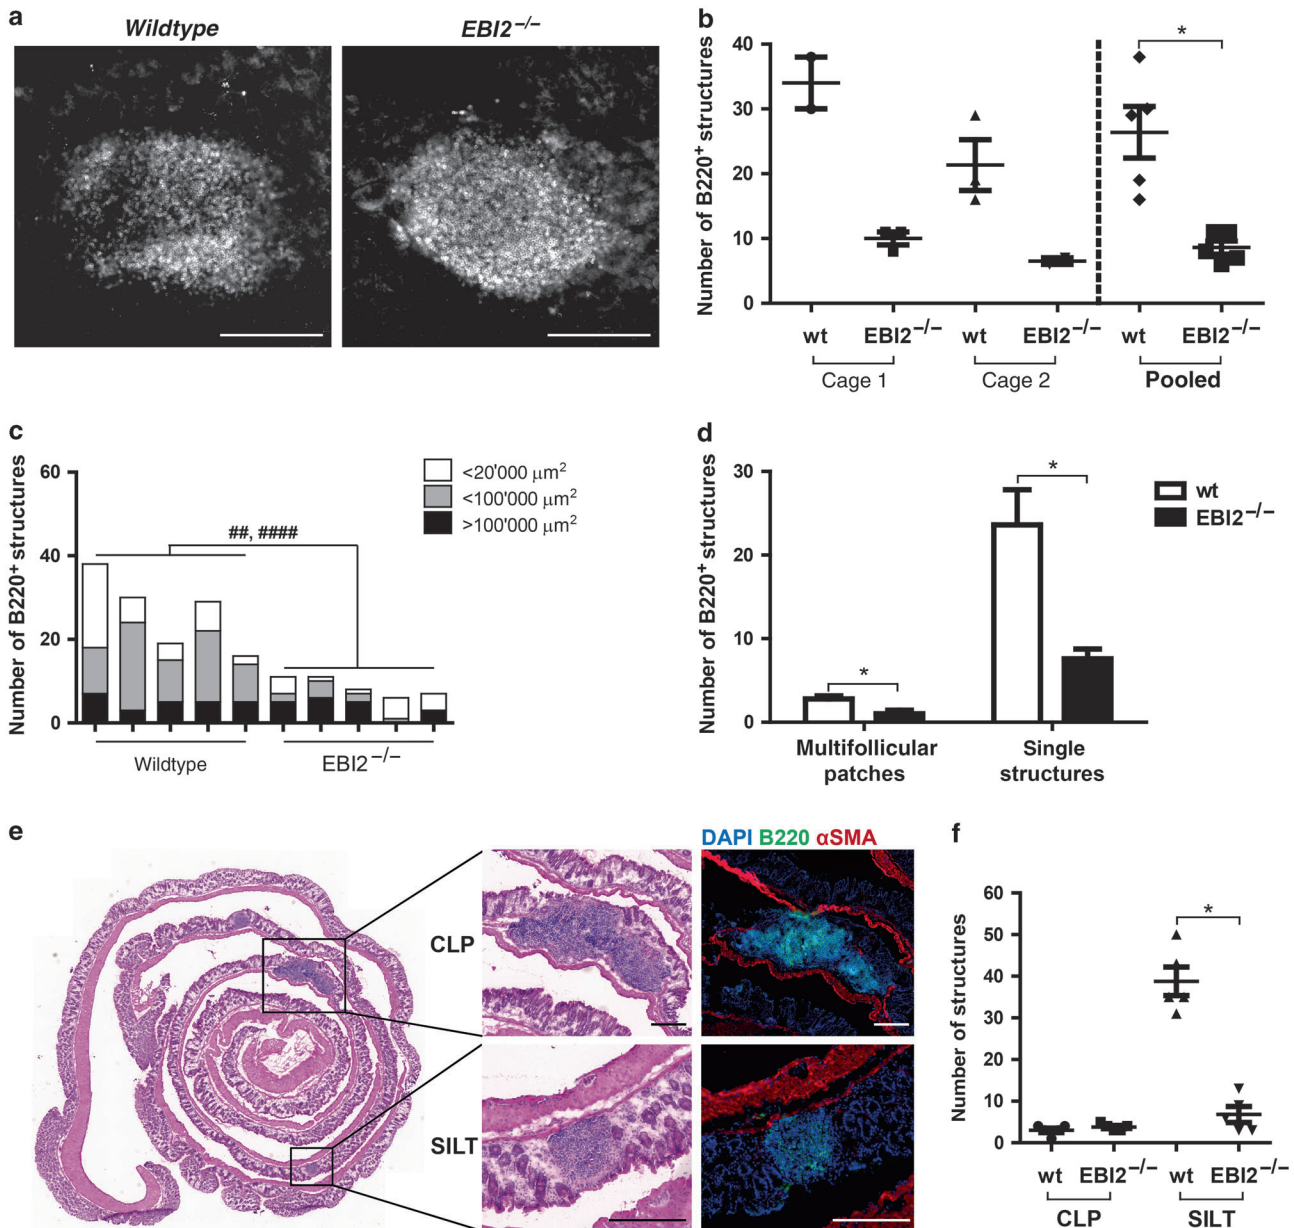 a
Wildtype
EBI2−/−
b
Number of B220+ structures
40
30
20
10
0
*
wt
EBI2−/−
wt
EBI2−/−
wt
EBI2−/−
Cage 1
Cage 2
Pooled
c
Number of B220+ structures
60
40
20
0
<20'000 μm²
<100'000 μm²
>100'000 μm²
##, ####
Wildtype
EBI2−/−
d
Number of B220+ structures
30
20
10
0
*
*
wt
EBI2−/−
Multifollicular
patches
Single
structures
e
DAPI B220 αSMA
CLP
SILT
f
Number of structures
60
50
40
30
20
10
0
*
wt
EBI2−/−
wt
EBI2−/−
CLP
SILT